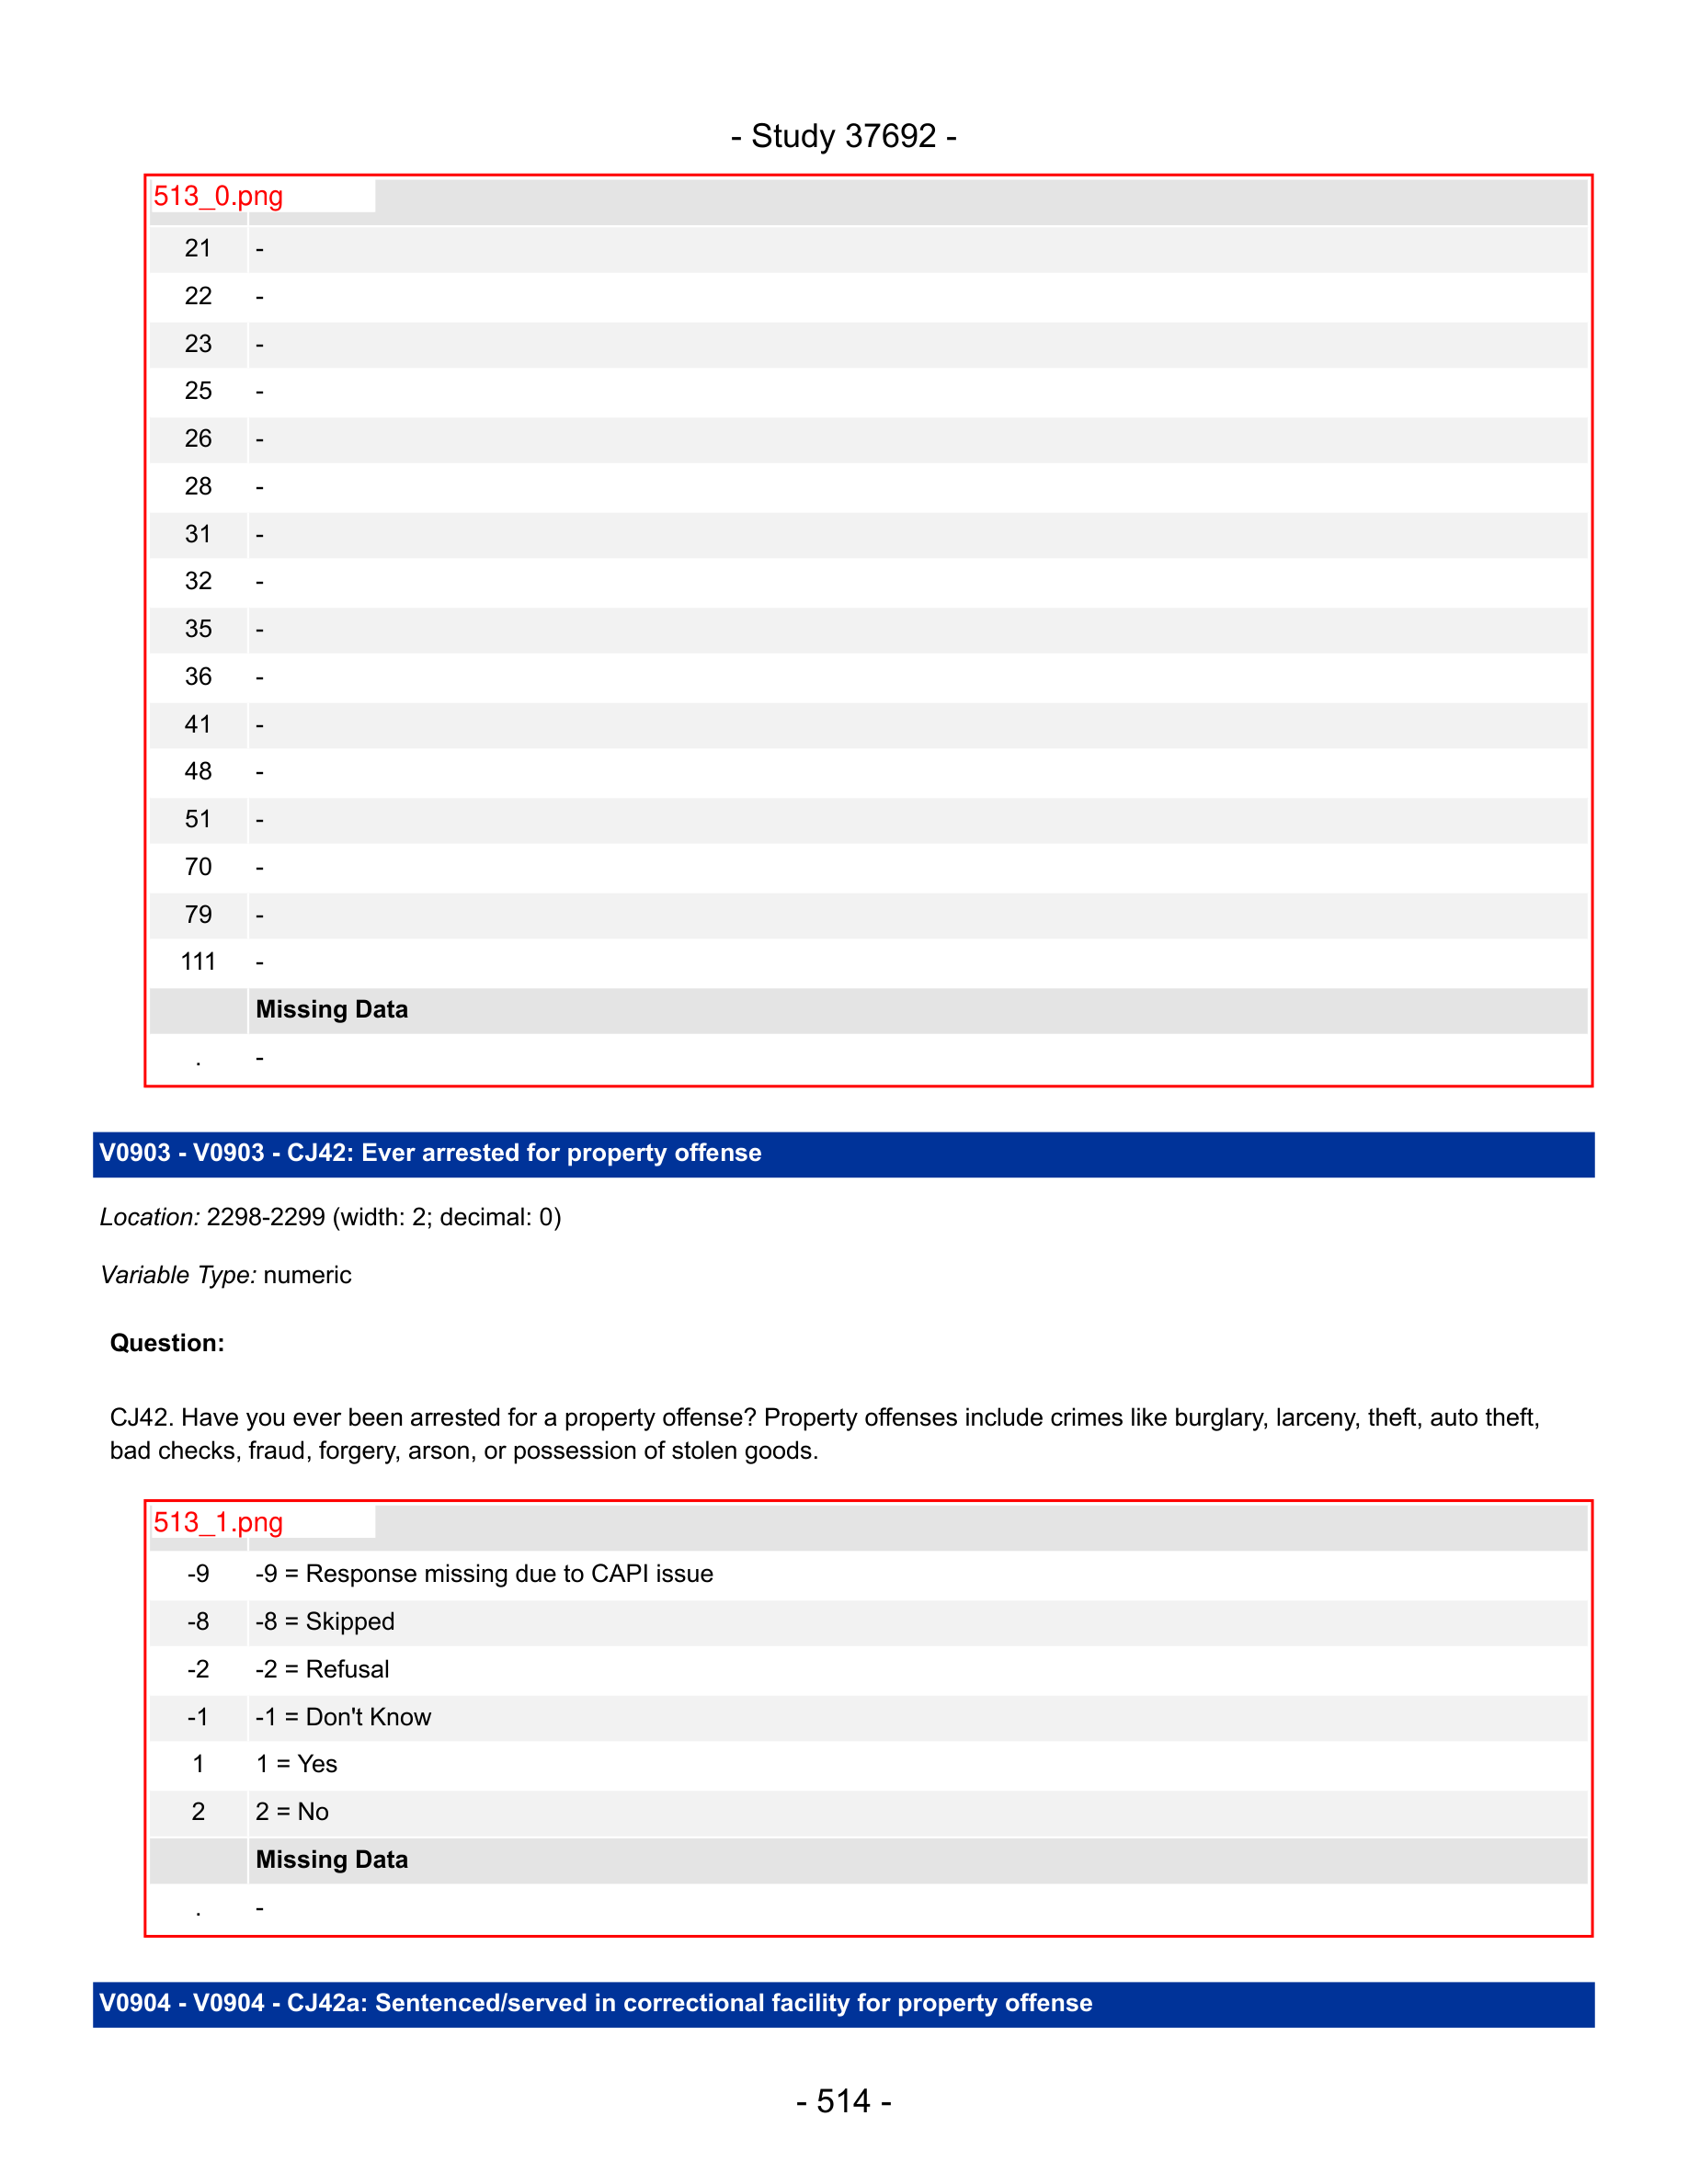 - Study 37692 -
513_0.png
21 -
22 -
23 -
25 -
26 -
28 -
31 -
32 -
35 -
36 -
41 -
48 -
51 -
70 -
79 -
111 -
Missing Data
. -
V0903 - V0903 - CJ42: Ever arrested for property offense
Location: 2298-2299 (width: 2; decimal: 0)
Variable Type: numeric
Question:
CJ42. Have you ever been arrested for a property offense? Property offenses include crimes like burglary, larceny, theft, auto theft,
bad checks, fraud, forgery, arson, or possession of stolen goods.
513_1.png
-9 -9 = Response missing due to CAPI issue
-8 -8 = Skipped
-2 -2 = Refusal
-1 -1 = Don't Know
1 1 = Yes
2 2 = No
Missing Data
. -
V0904 - V0904 - CJ42a: Sentenced/served in correctional facility for property offense
- 514 -